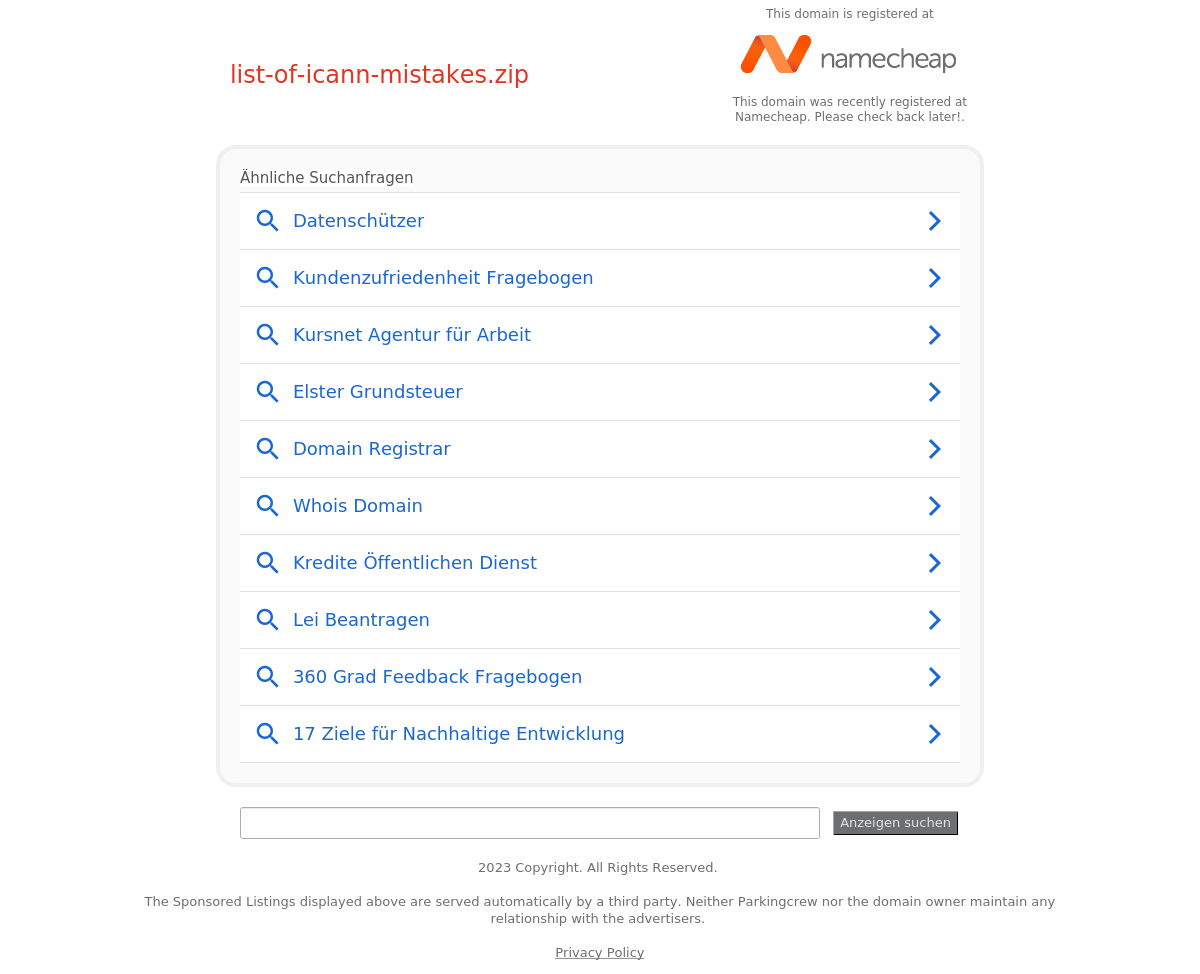 This domain is registered at
namecheap
list-of-icann-mistakes.zip
This domain was recently registered at
Namecheap. Please check back later!.
Ähnliche Suchanfragen
Datenschützer
Kundenzufriedenheit Fragebogen
Kursnet Agentur für Arbeit
Elster Grundsteuer
Domain Registrar
Whois Domain
Kredite Öffentlichen Dienst
Lei Beantragen
360 Grad Feedback Fragebogen
17 Ziele für Nachhaltige Entwicklung
Anzeigen suchen
2023 Copyright. All Rights Reserved.
The Sponsored Listings displayed above are served automatically by a third party. Neither Parkingcrew nor the domain owner maintain any
relationship with the advertisers.
Privacy Policy